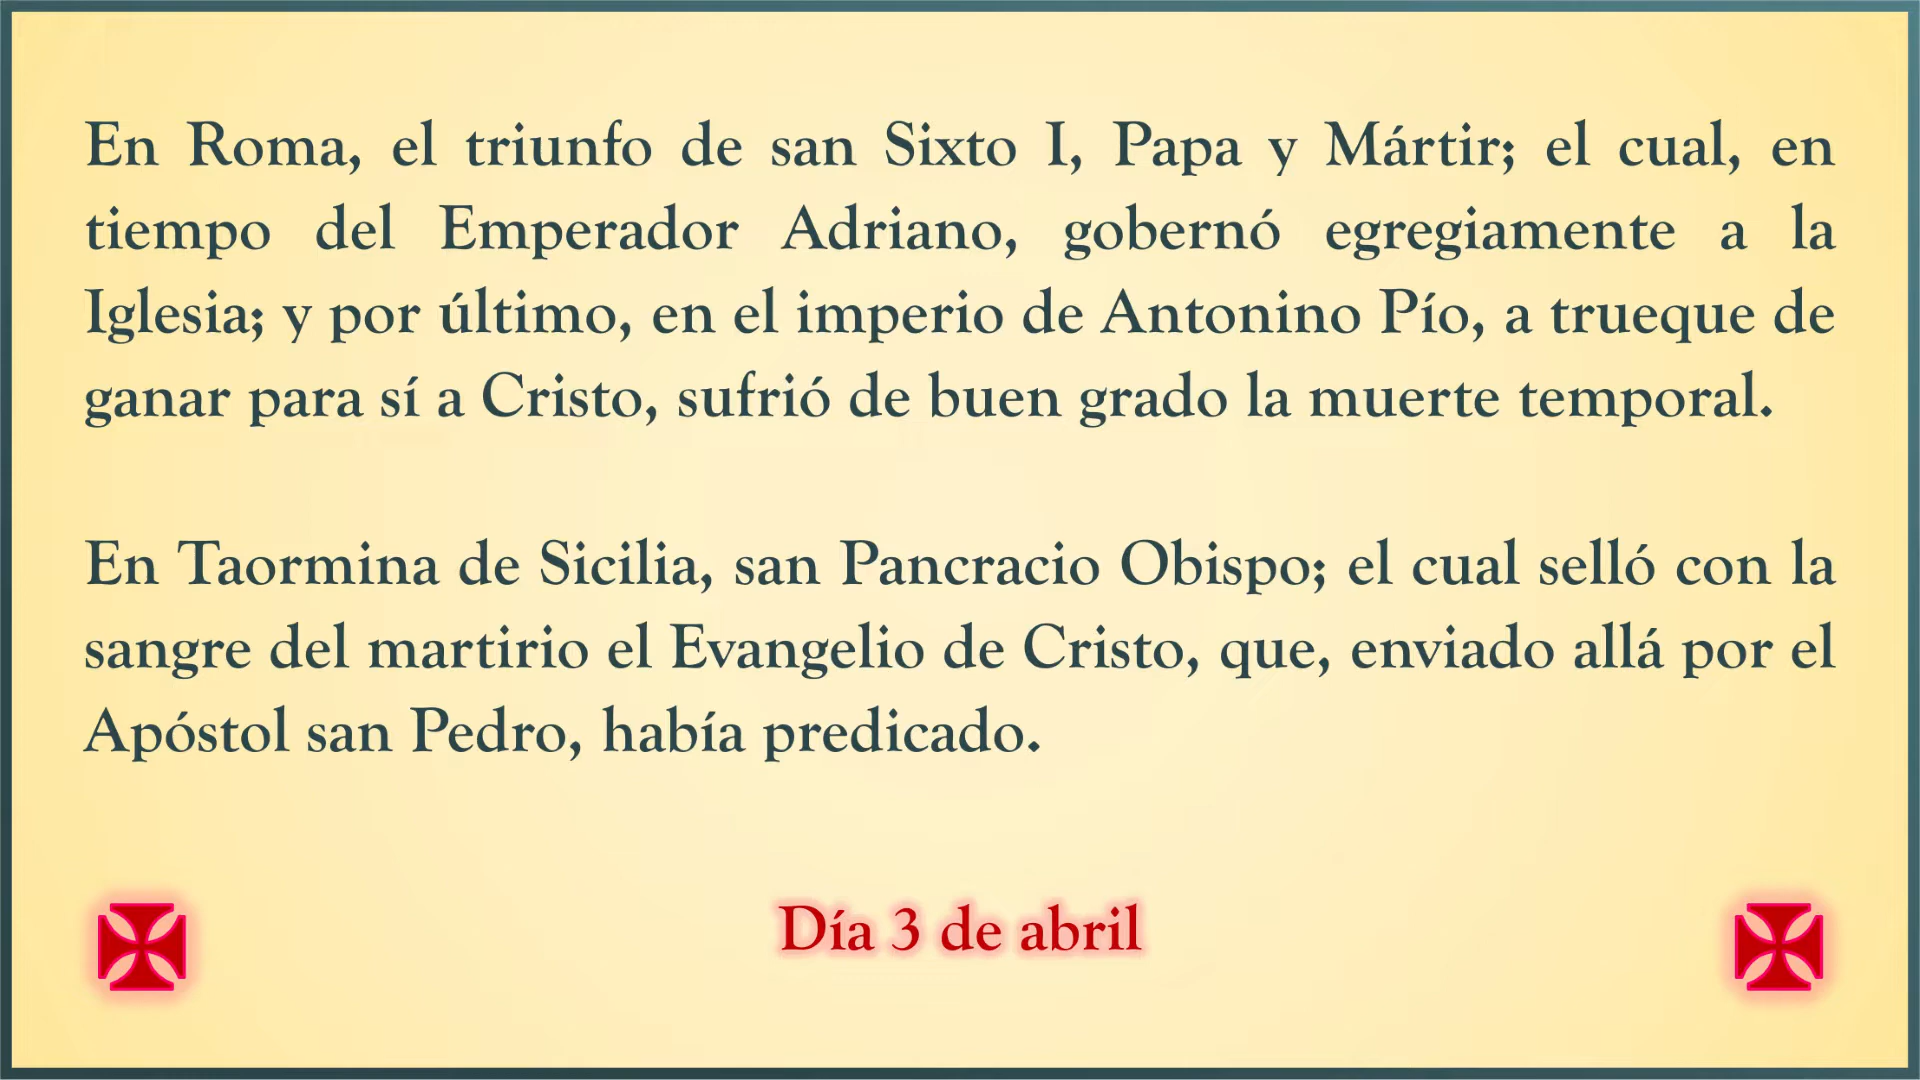 En Roma, el triunfo de san Sixto I, Papa y Mártir; el cual, en
tiempo del Emperador Adriano, gobernó egregiamente a la
Iglesia; y por último, en el imperio de Antonino Pío, a trueque de
ganar para sí a Cristo, sufrió de buen grado la muerte temporal.
En Taormina de Sicilia, san Pancracio Obispo; el cual selló con la
sangre del martirio el Evangelio de Cristo, que, enviado allá por el
Apóstol san Pedro, había predicado.
Día 3 de abril